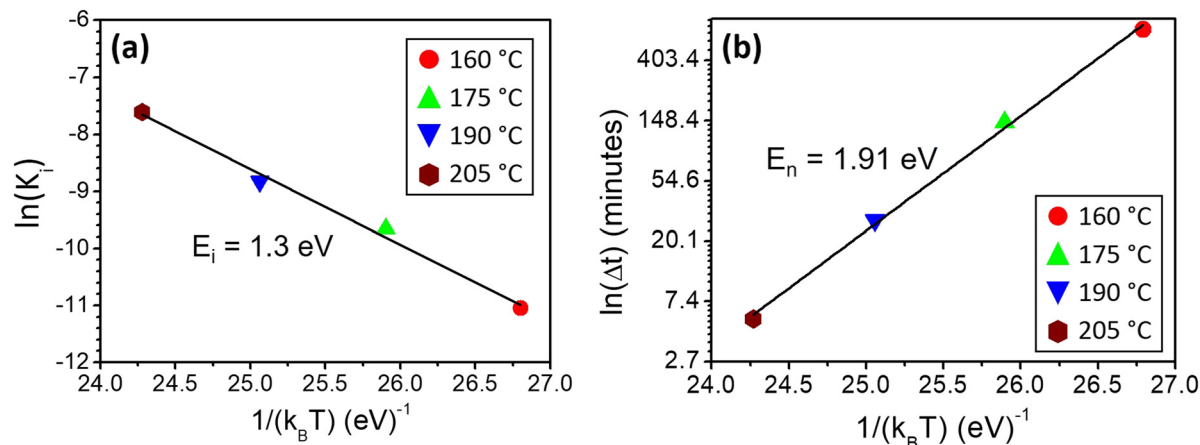 (a)
-6
-7
-8
-9
-10
-11
-12
ln(K_i)
160 °C
175 °C
190 °C
205 °C
E_i = 1.3 eV
24.0 24.5 25.0 25.5 26.0 26.5 27.0
1/(k_BT) (eV)^-1
(b)
403.4
148.4
54.6
20.1
7.4
2.7
ln(Δt) (minutes)
E_n = 1.91 eV
160 °C
175 °C
190 °C
205 °C
24.0 24.5 25.0 25.5 26.0 26.5 27.0
1/(k_BT) (eV)^-1